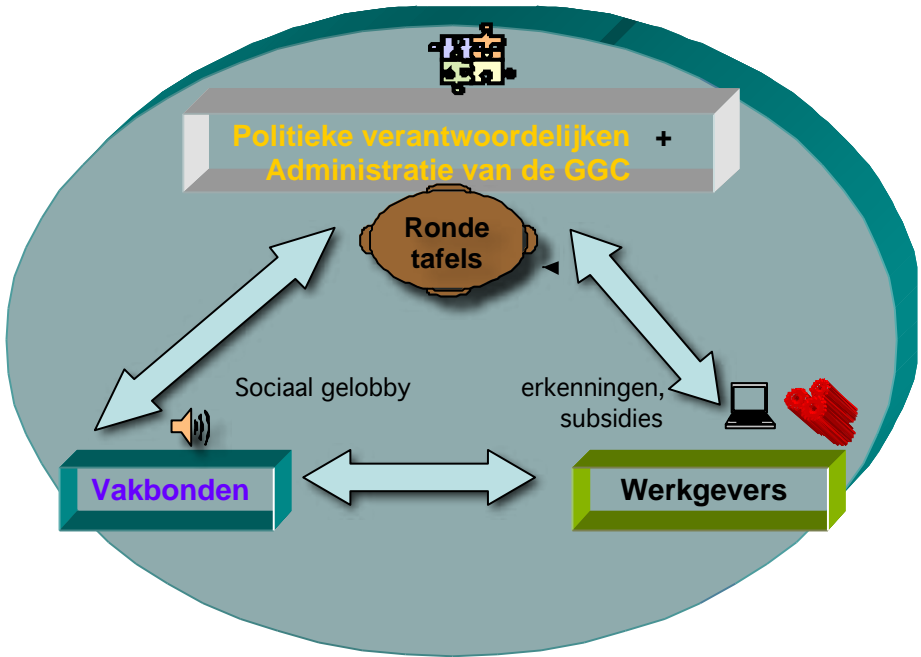 Politieke verantwoordelijken +
Administratie van de GGC
Ronde
tafels
Sociaal gelobby
erkenningen,
subsidies
Vakbonden
Werkgevers